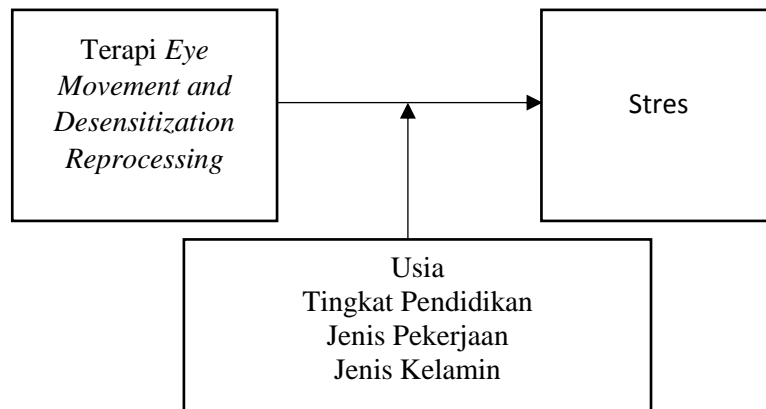 Terapi Eye
Movement and
Desensitization
Reprocessing
Stres
Usia
Tingkat Pendidikan
Jenis Pekerjaan
Jenis Kelamin